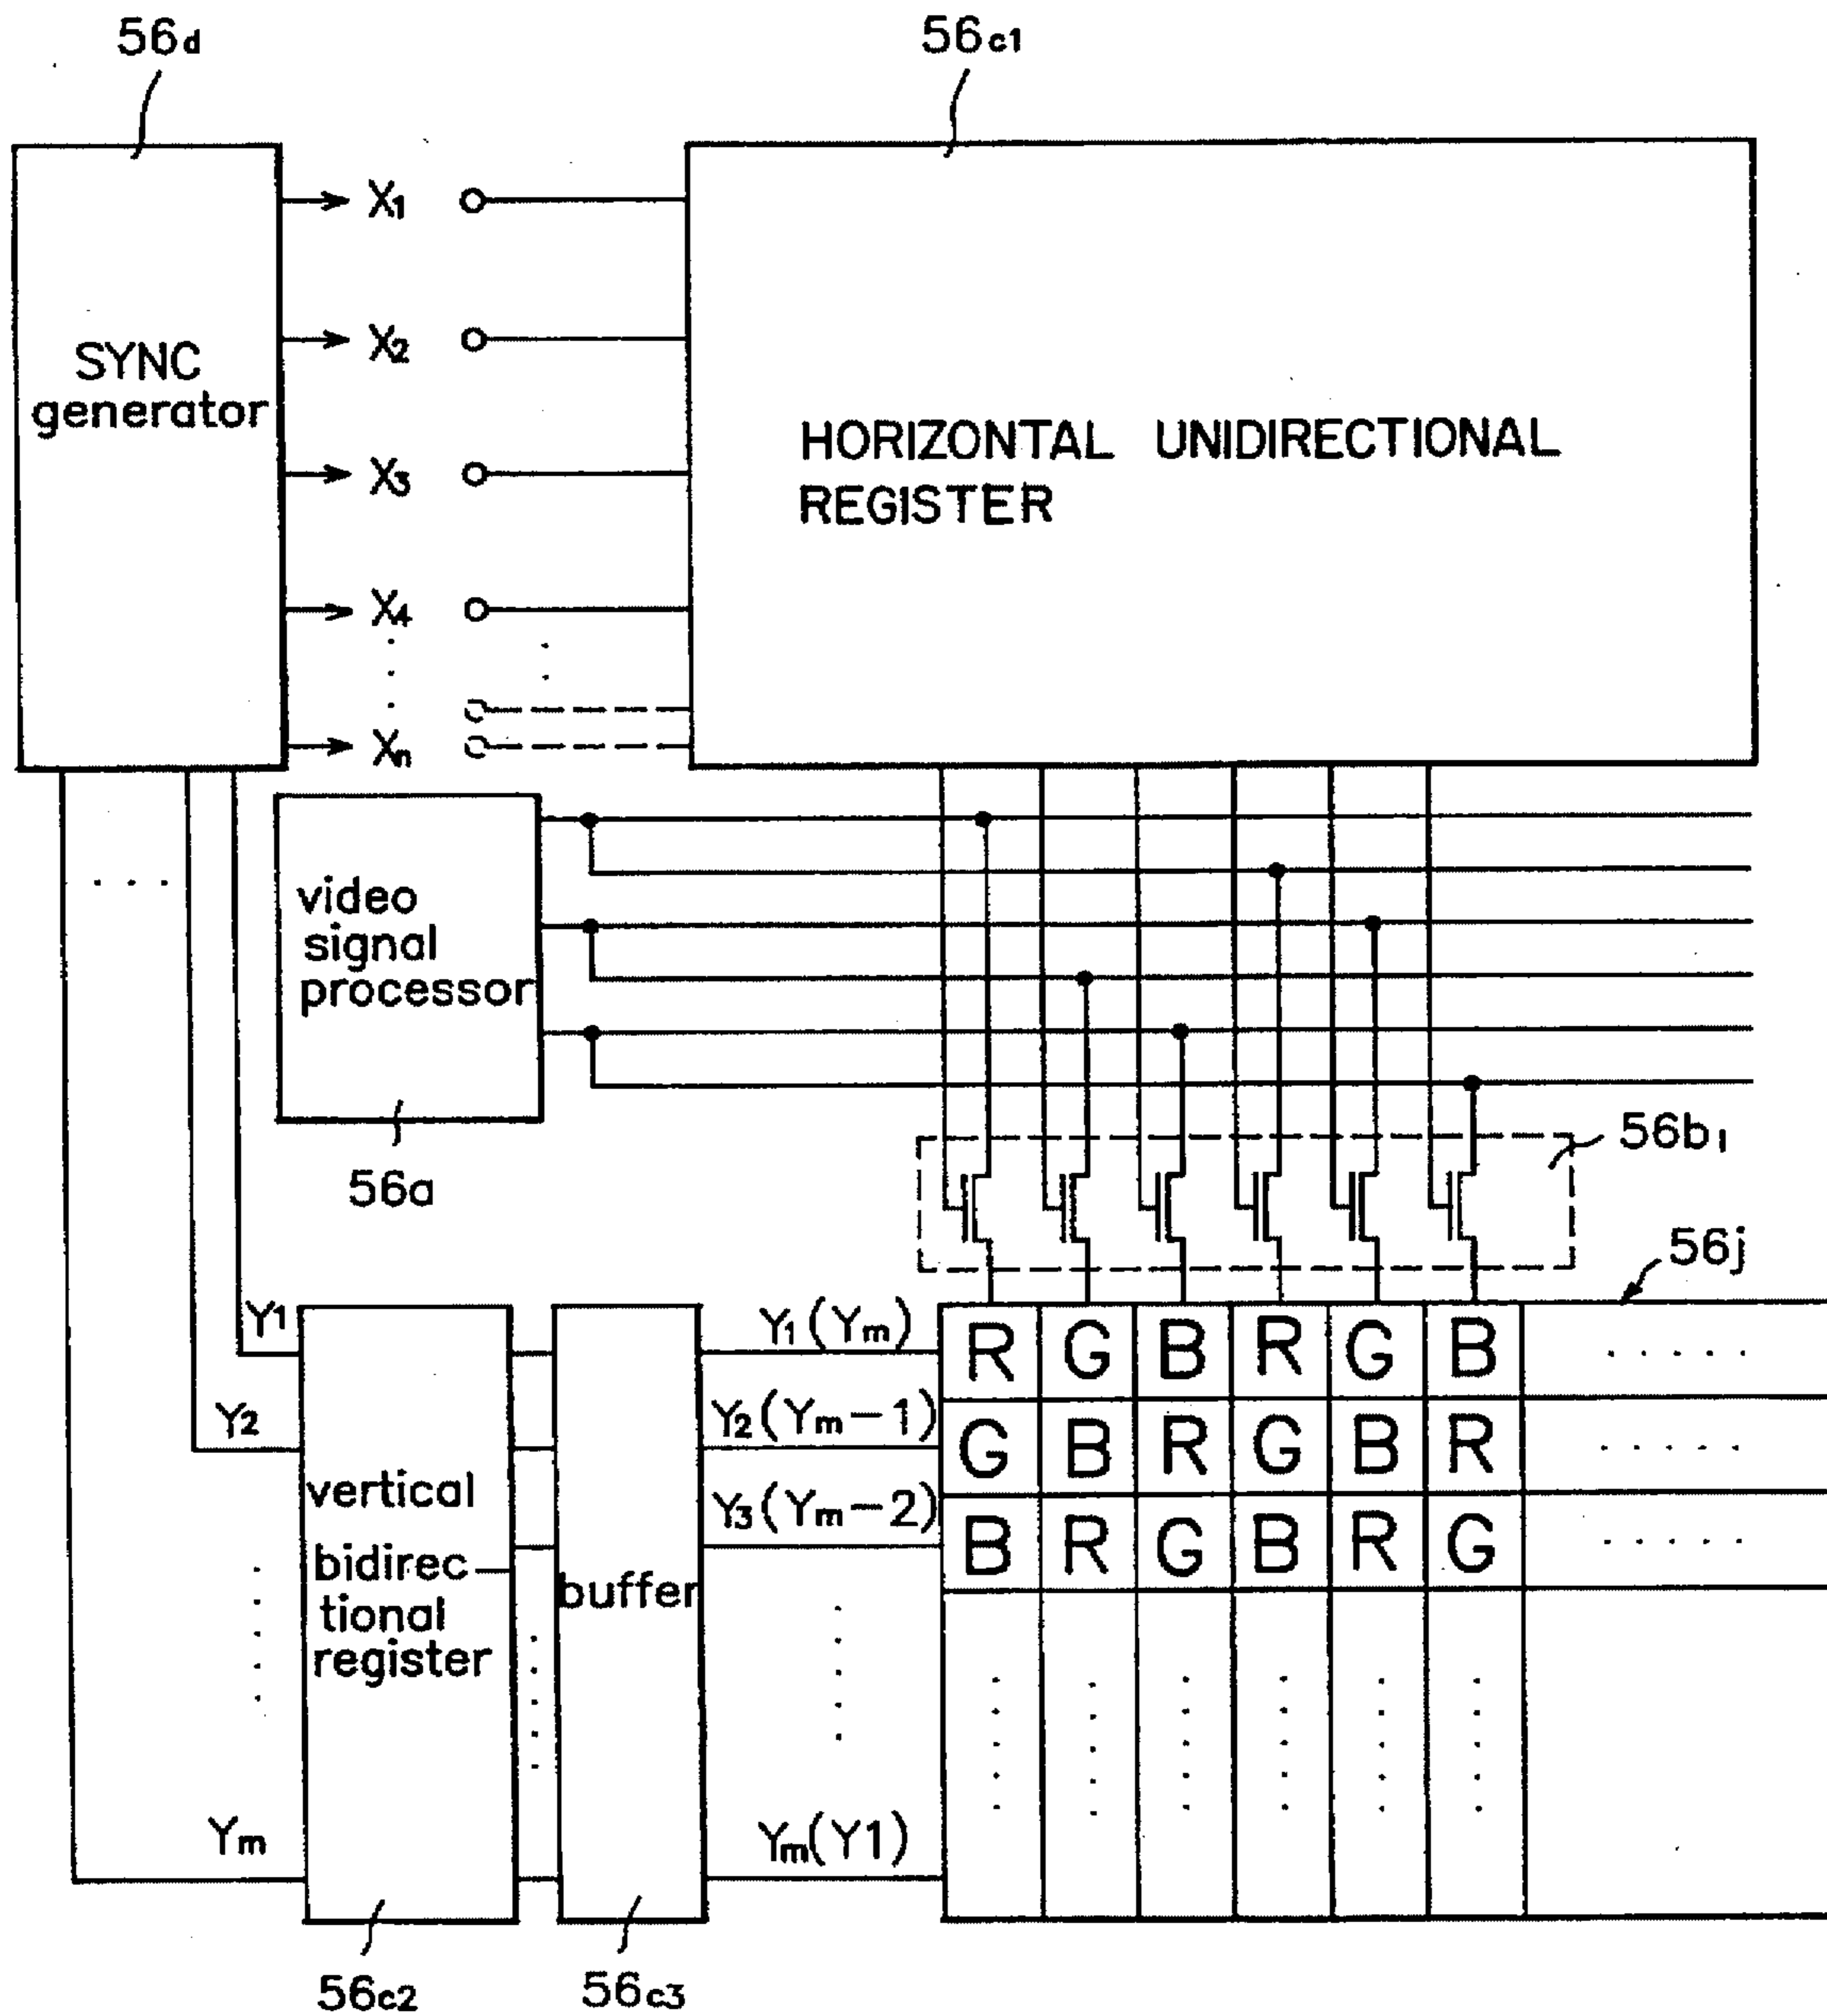 56d
56c1
X1
X2
X3
X4
Xn
SYNC
generator
HORIZONTAL UNIDIRECTIONAL
REGISTER
video
signal
processor
56a
56b1
56j
Y1
Y2
Ym
vertical
bidirec-
tional
register
buffer
Y1(Ym)
Y2(Ym-1)
Y3(Ym-2)
Ym(Y1)
R G B R G B
G B R G B R
B R G B R G
56c2
56c3